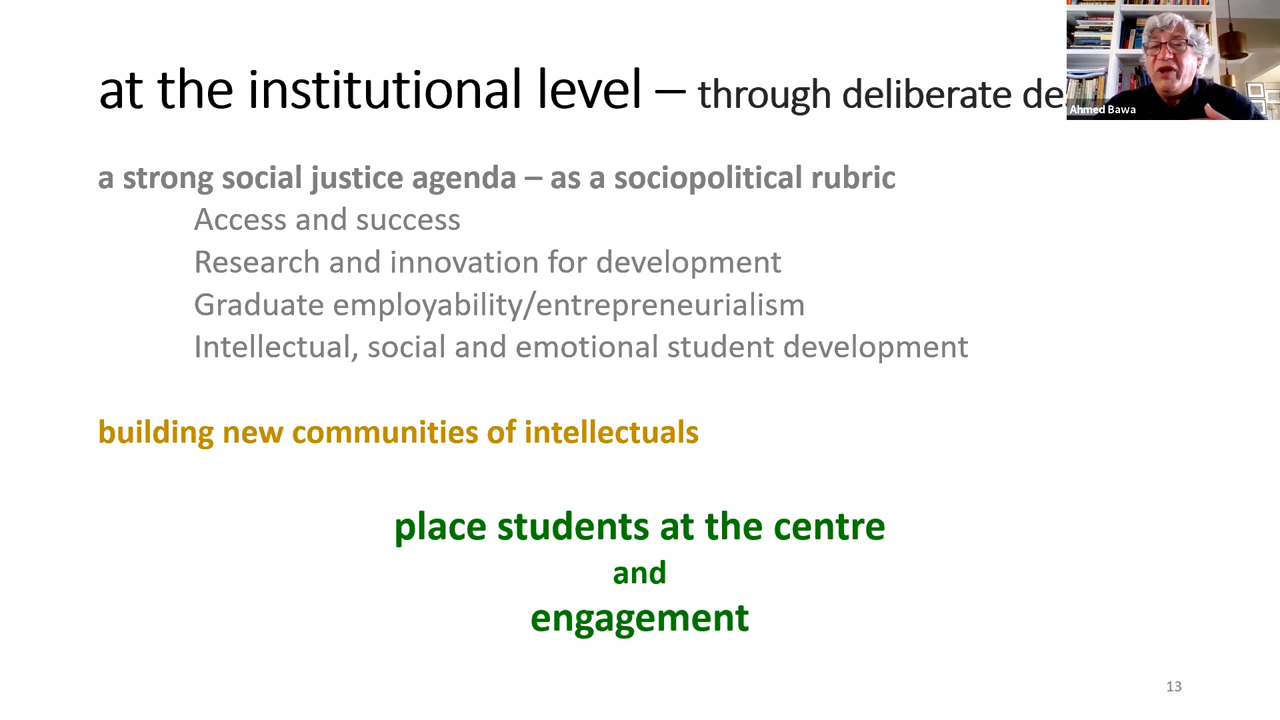 at the institutional level – through deliberate
Ahmed Bawa
a strong social justice agenda – as a sociopolitical rubric
Access and success
Research and innovation for development
Graduate employability/entrepreneurialism
Intellectual, social and emotional student development
building new communities of intellectuals
place students at the centre
and
engagement
13